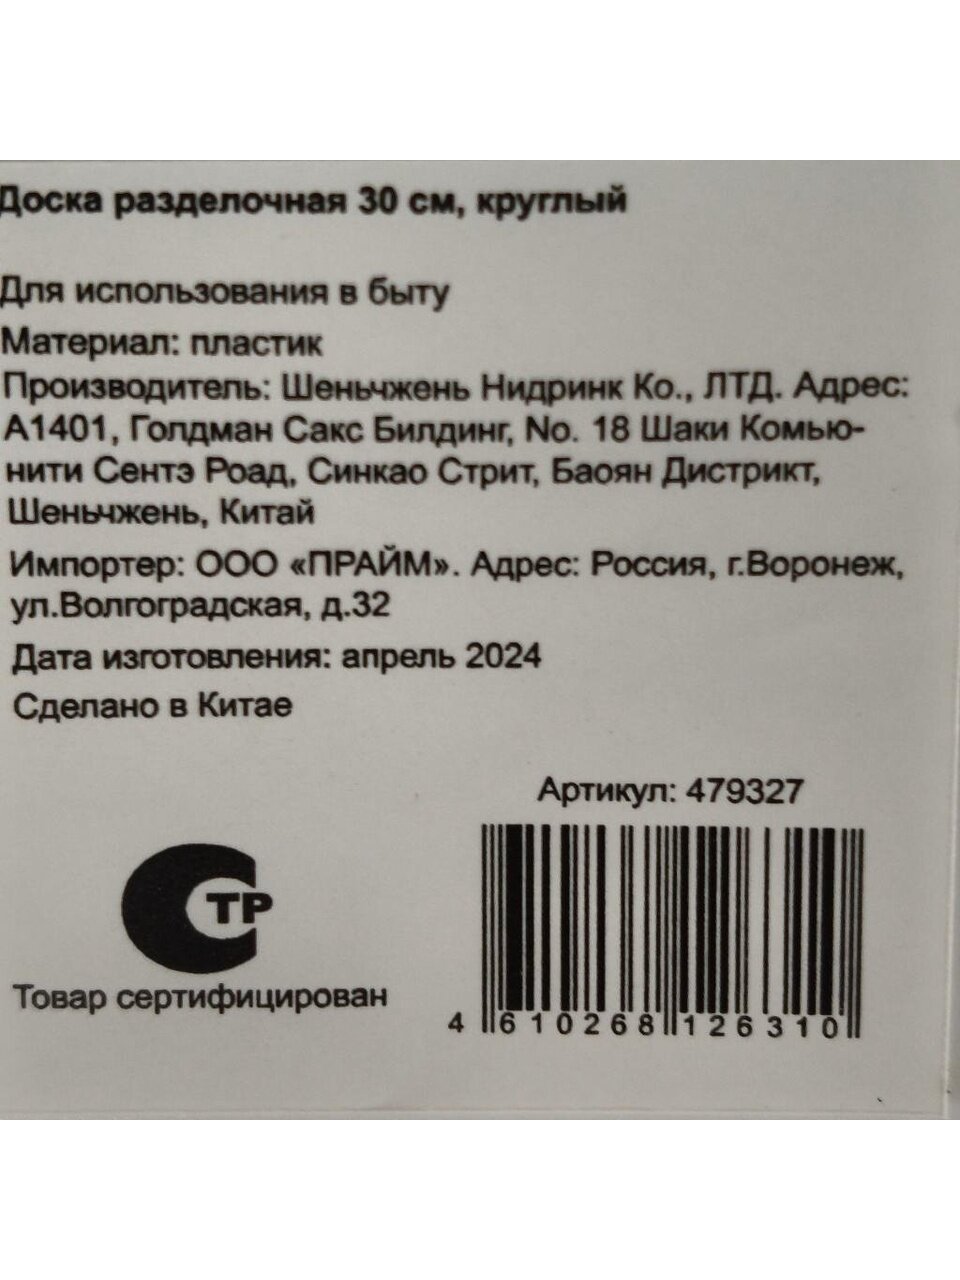 Доска разделочная 30 см, круглый
Для использования в быту
Материал: пластик
Производитель: Шеньчжень Нидринк Ко., ЛТД. Адрес:
А1401, Голдман Сакс Билдинг, No. 18 Шаки Комью-
нити Сентэ Роад, Синкао Стрит, Баоян Дистрикт,
Шеньчжень, Китай
Импортер: ООО «ПРАЙМ». Адрес: Россия, г.Воронеж,
ул.Волгоградская, д.32
Дата изготовления: апрель 2024
Сделано в Китае
Артикул: 479327
СТР
Товар сертифицирован
4 610268 126310